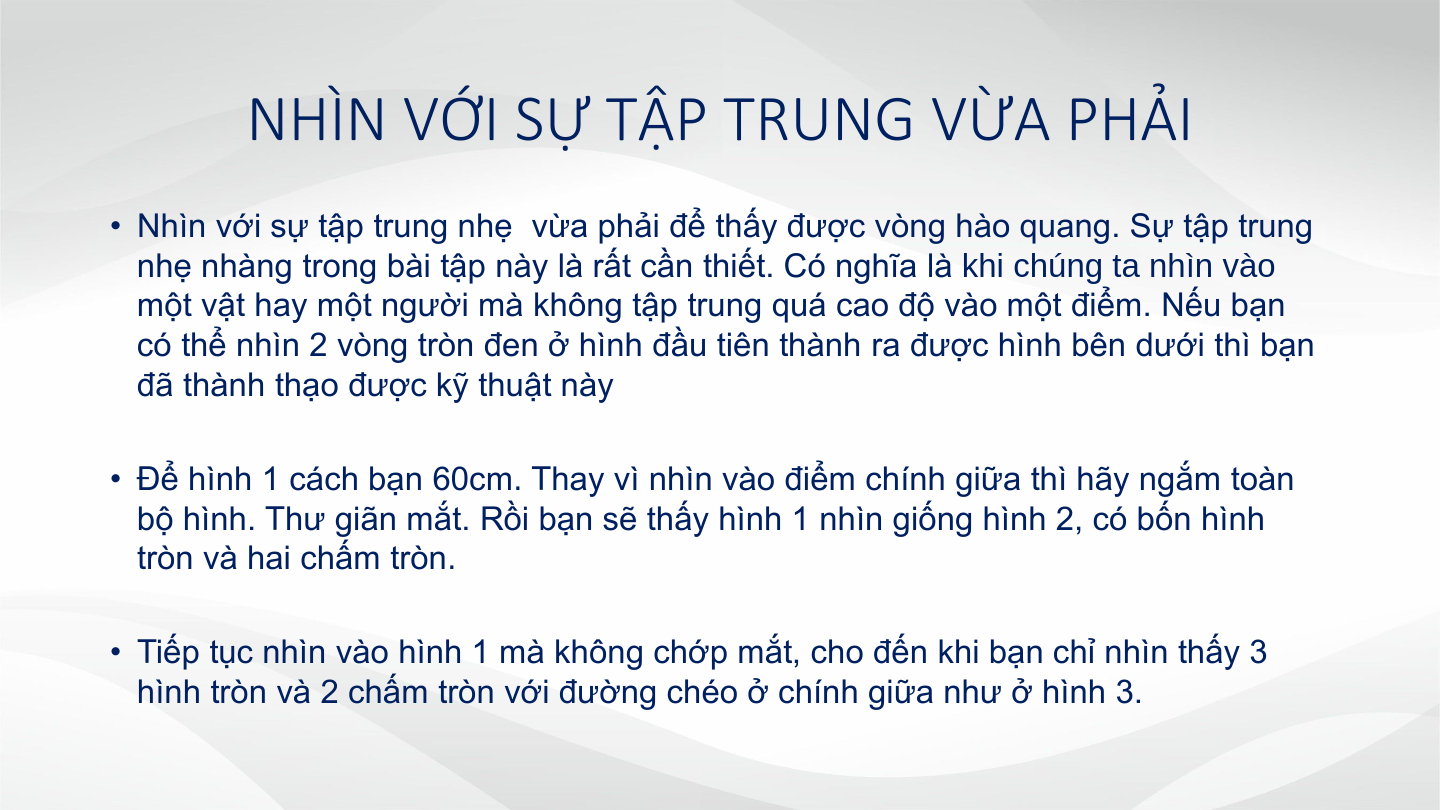 NHÌN VỚI SỰ TẬP TRUNG VỪA PHẢI
• Nhìn với sự tập trung nhẹ  vừa phải để thấy được vòng hào quang. Sự tập trung
nhẹ nhàng trong bài tập này là rất cần thiết. Có nghĩa là khi chúng ta nhìn vào
một vật hay một người mà không tập trung quá cao độ vào một điểm. Nếu bạn
có thể nhìn 2 vòng tròn đen ở hình đầu tiên thành ra được hình bên dưới thì bạn
đã thành thạo được kỹ thuật này
• Để hình 1 cách bạn 60cm. Thay vì nhìn vào điểm chính giữa thì hãy ngắm toàn
bộ hình. Thư giãn mắt. Rồi bạn sẽ thấy hình 1 nhìn giống hình 2, có bốn hình
tròn và hai chấm tròn.
• Tiếp tục nhìn vào hình 1 mà không chớp mắt, cho đến khi bạn chỉ nhìn thấy 3
hình tròn và 2 chấm tròn với đường chéo ở chính giữa như ở hình 3.